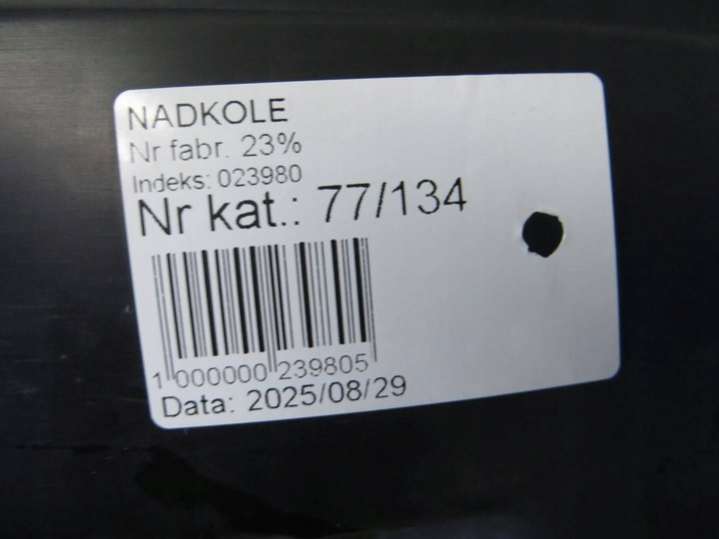 NADKOLE
Nr fabr. 23%
Indeks: 023980
Nr kat.: 77/134
1 000000 239805
Data: 2025/08/29